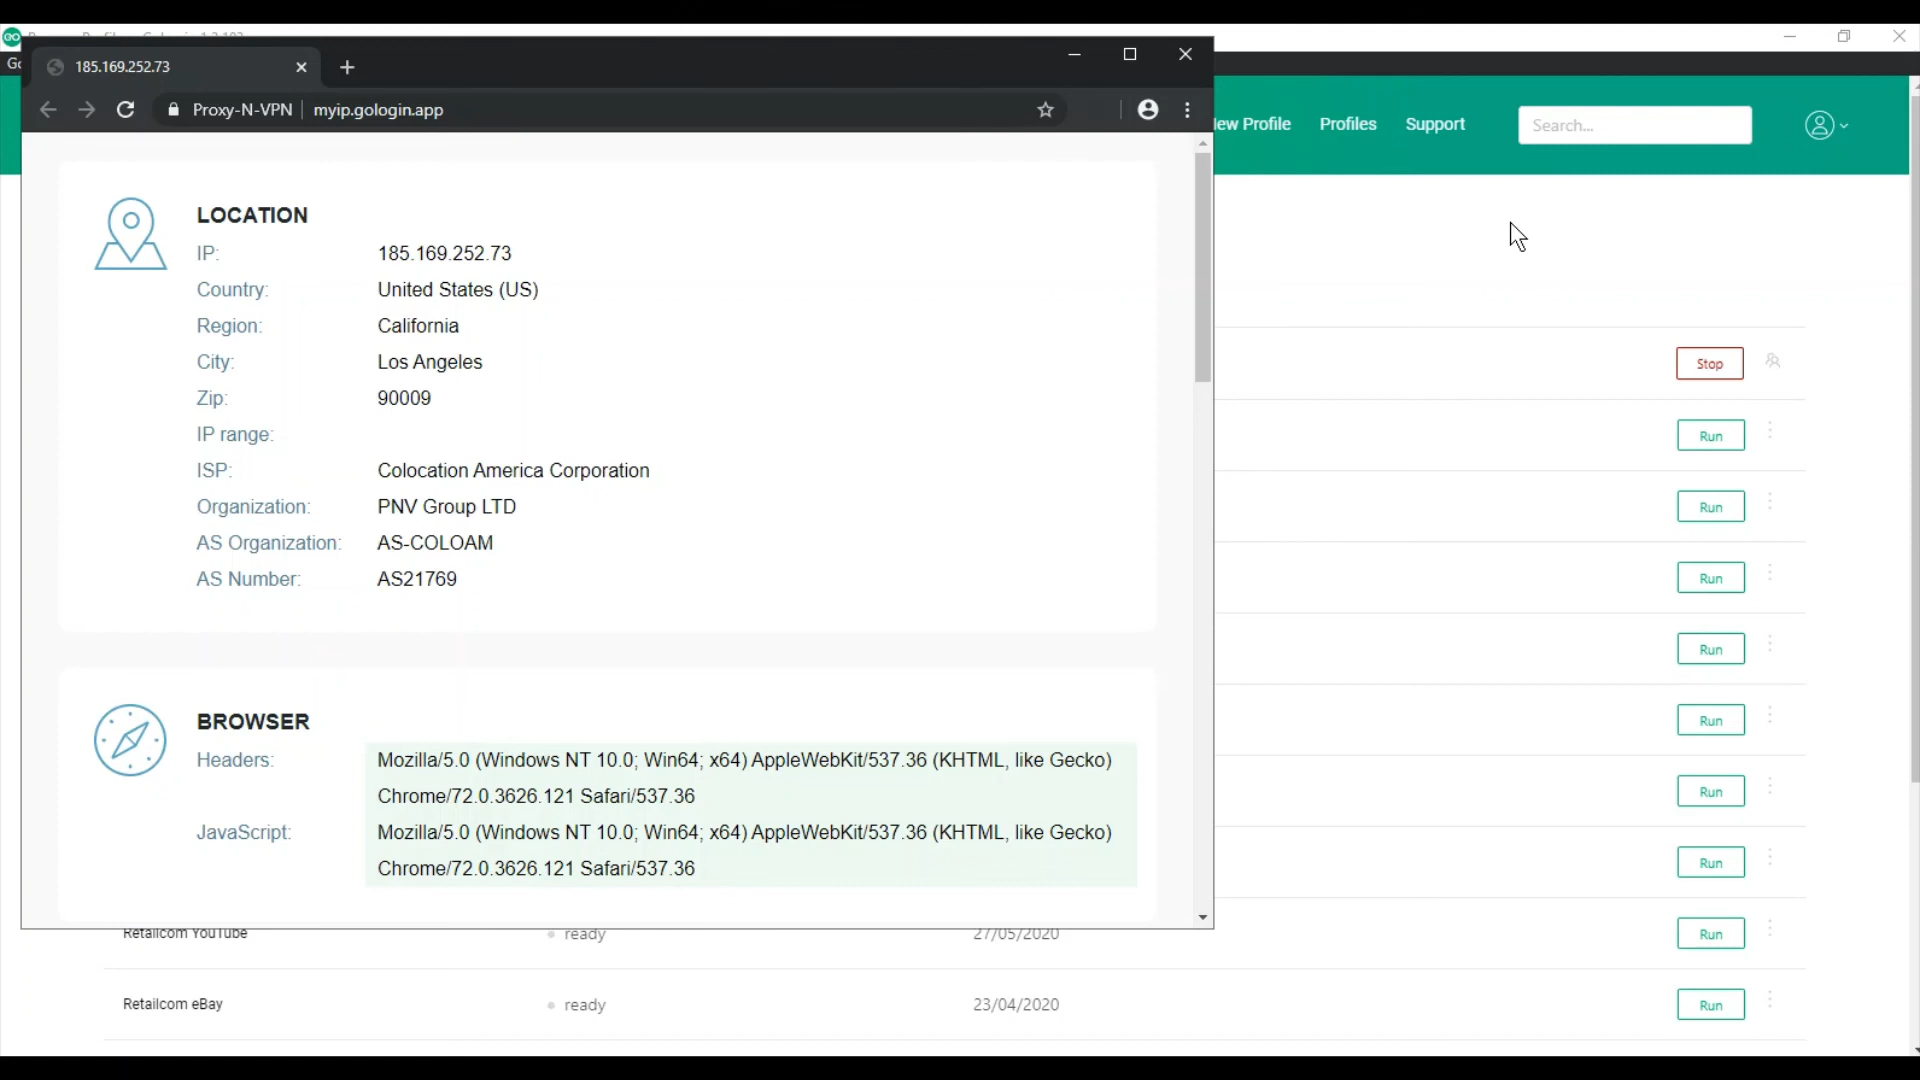 185.169.252.73
Proxy-N-VPN myip.gologin.app
New Profile Profiles Support Search...
LOCATION
IP: 185.169.252.73
Country: United States (US)
Region: California
City: Los Angeles
Zip: 90009
IP range:
ISP: Colocation America Corporation
Organization: PNV Group LTD
AS Organization: AS-COLOAM
AS Number: AS21769
BROWSER
Headers: Mozilla/5.0 (Windows NT 10.0; Win64; x64) AppleWebKit/537.36 (KHTML, like Gecko)
Chrome/72.0.3626.121 Safari/537.36
JavaScript: Mozilla/5.0 (Windows NT 10.0; Win64; x64) AppleWebKit/537.36 (KHTML, like Gecko)
Chrome/72.0.3626.121 Safari/537.36
Stop
Run
Run
Run
Run
Run
Run
Run
Retailcom YouTube ready 27/05/2020 Run
Retailcom eBay ready 23/04/2020 Run